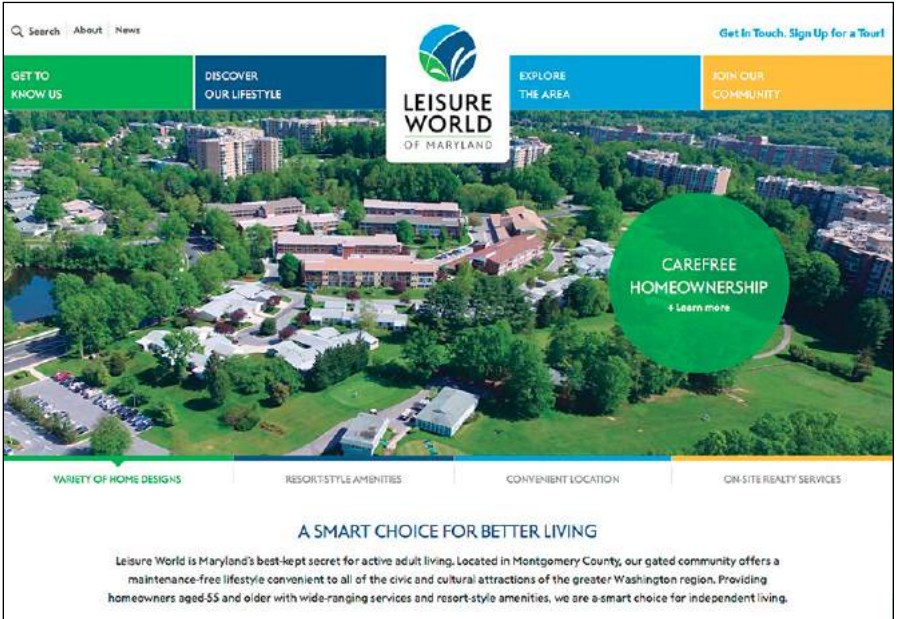 Search About News
Get In Touch. Sign Up for a Tour!
GET TO
KNOW US
DISCOVER
OUR LIFESTYLE
LEISURE
WORLD
OF MARYLAND
EXPLORE
THE AREA
JOIN OUR
COMMUNITY
CAREFREE
HOMEOWNERSHIP
+ Learn more
VARIETY OF HOME DESIGNS
RESORT-STYLE AMENITIES
CONVENIENT LOCATION
ON-SITE REALTY SERVICES
A SMART CHOICE FOR BETTER LIVING
Leisure World is Maryland's best-kept secret for active adult living. Located in Montgomery County, our gated community offers a
maintenance-free lifestyle convenient to all of the civic and cultural attractions of the greater Washington region. Providing
homeowners aged-55 and older with wide-ranging services and resort-style amenities, we are a-smart choice for independent living.